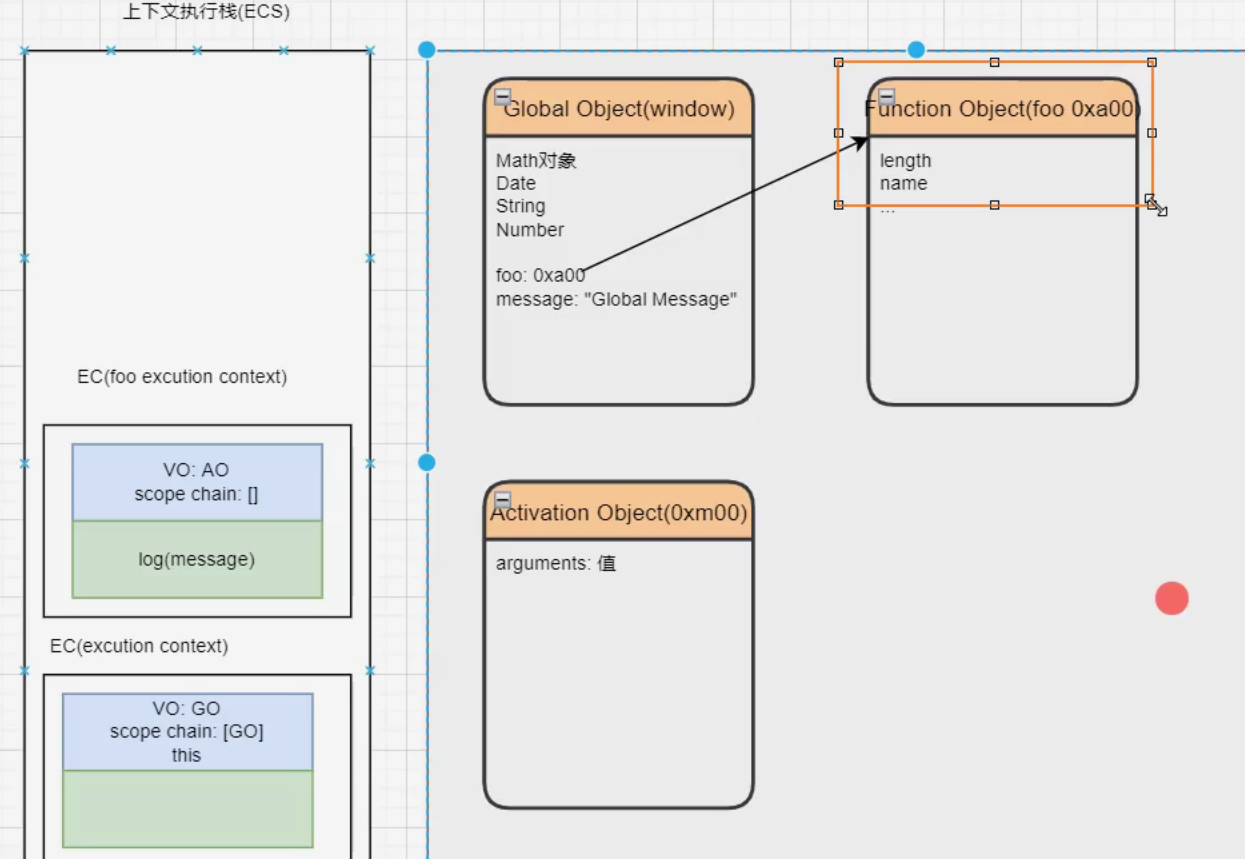 上下文执行栈(ECS)
EC(foo excution context)
VO: AO
scope chain: []
log(message)
EC(excution context)
VO: GO
scope chain: [GO]
this
Global Object(window)
Math对象
Date
String
Number
foo: 0xa00
message: "Global Message"
Function Object(foo 0xa00)
length
name
...
Activation Object(0xm00)
arguments: 值